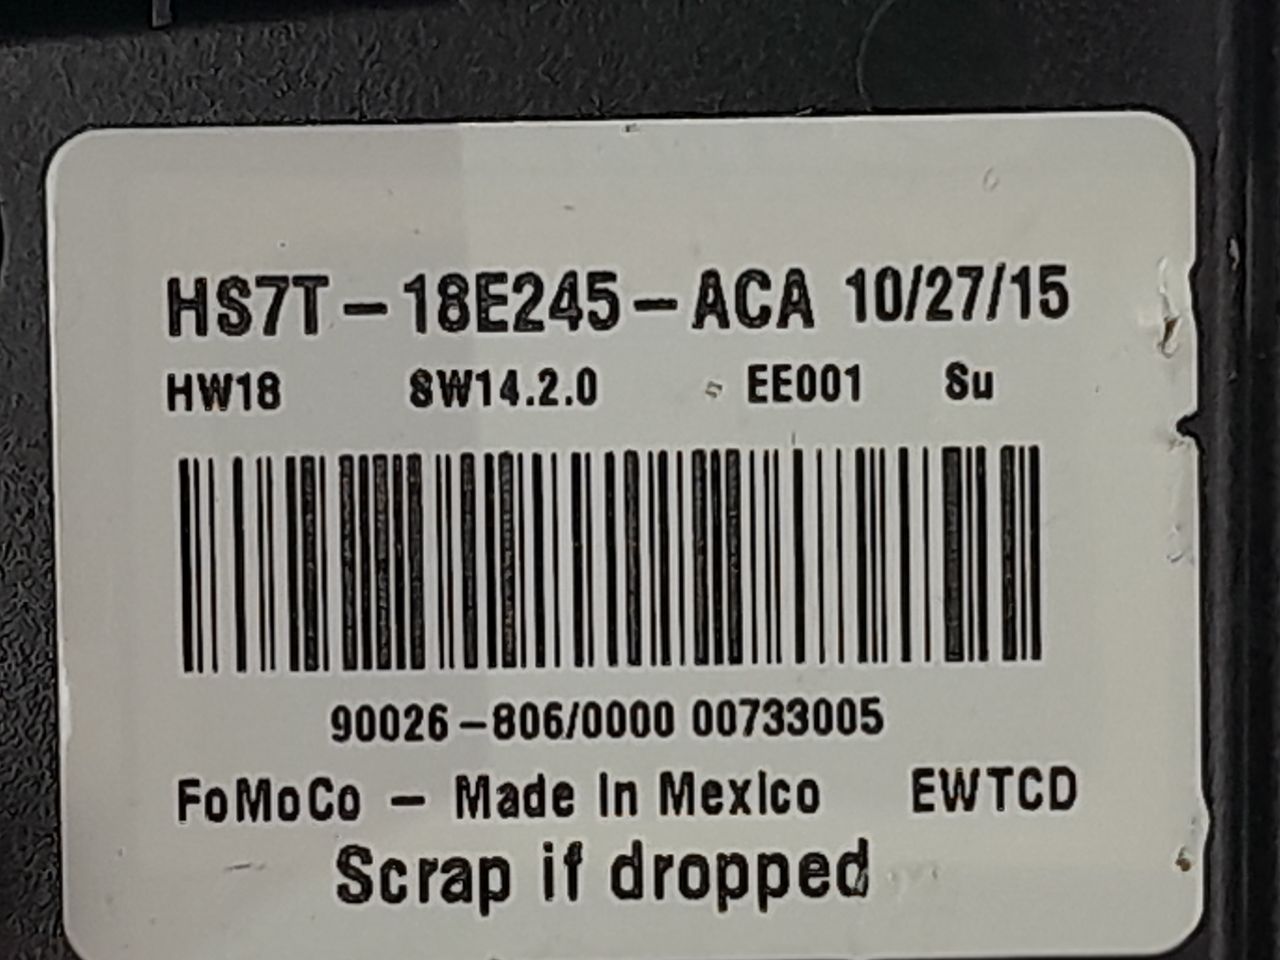 HS7T-18E245-ACA 10/27/15
HW18 SW14.2.0 EE001 Su
90026-806/0000 00733005
FoMoCo - Made In Mexico EWTCD
Scrap if dropped